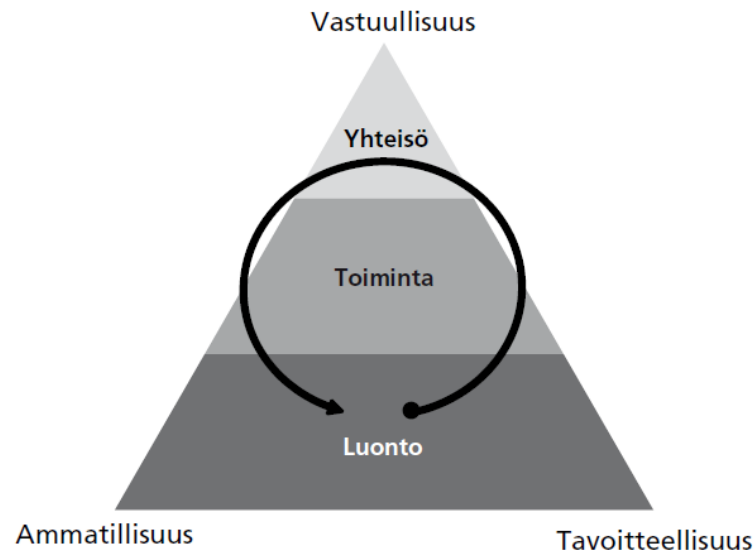 Vastuullisuus
Yhteisö
Toiminta
Luonto
Ammatillisuus
Tavoitteellisuus